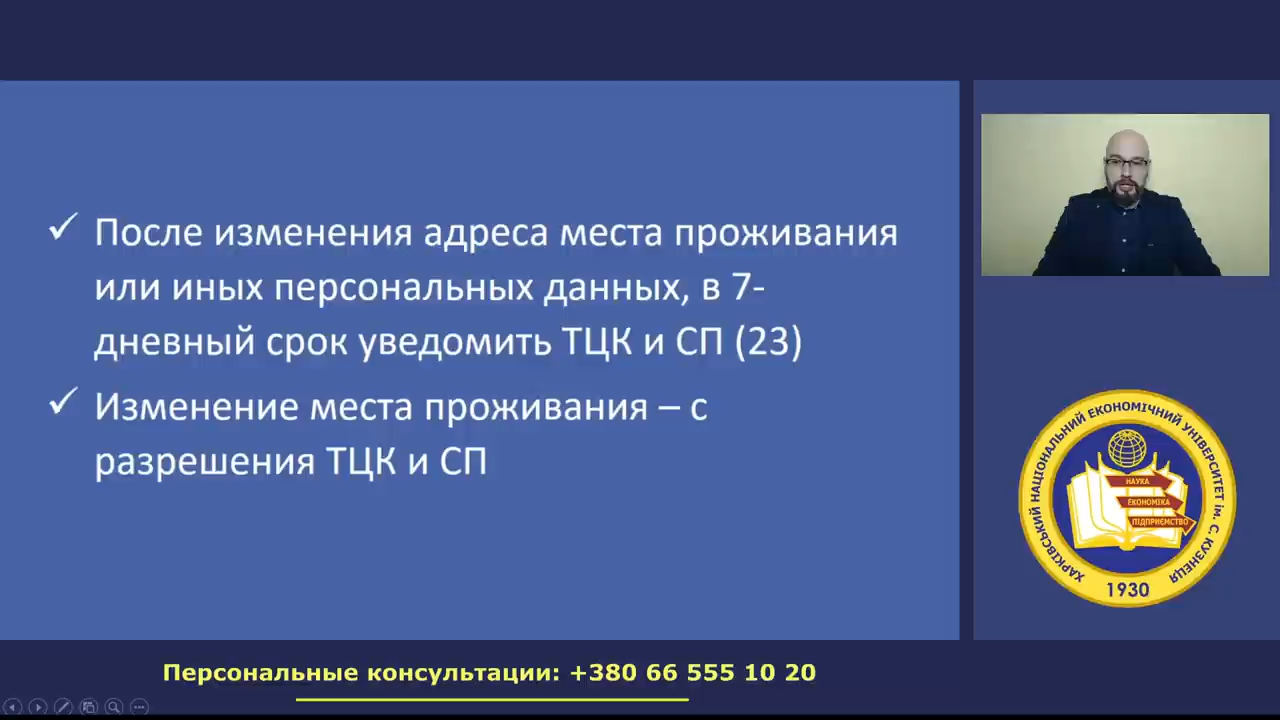 После изменения адреса места проживания
или иных персональных данных, в 7-
дневный срок уведомить ТЦК и СП (23)
Изменение места проживания – с
разрешения ТЦК и СП
ХАРКІВСЬКИЙ НАЦІОНАЛЬНИЙ ЕКОНОМІЧНИЙ УНІВЕРСИТЕТ ім. С. КУЗНЕЦЯ
НАУКА
ЕКОНОМІКА
ПІДПРИЄМСТВО
1930
Персональные консультации: +380 66 555 10 20